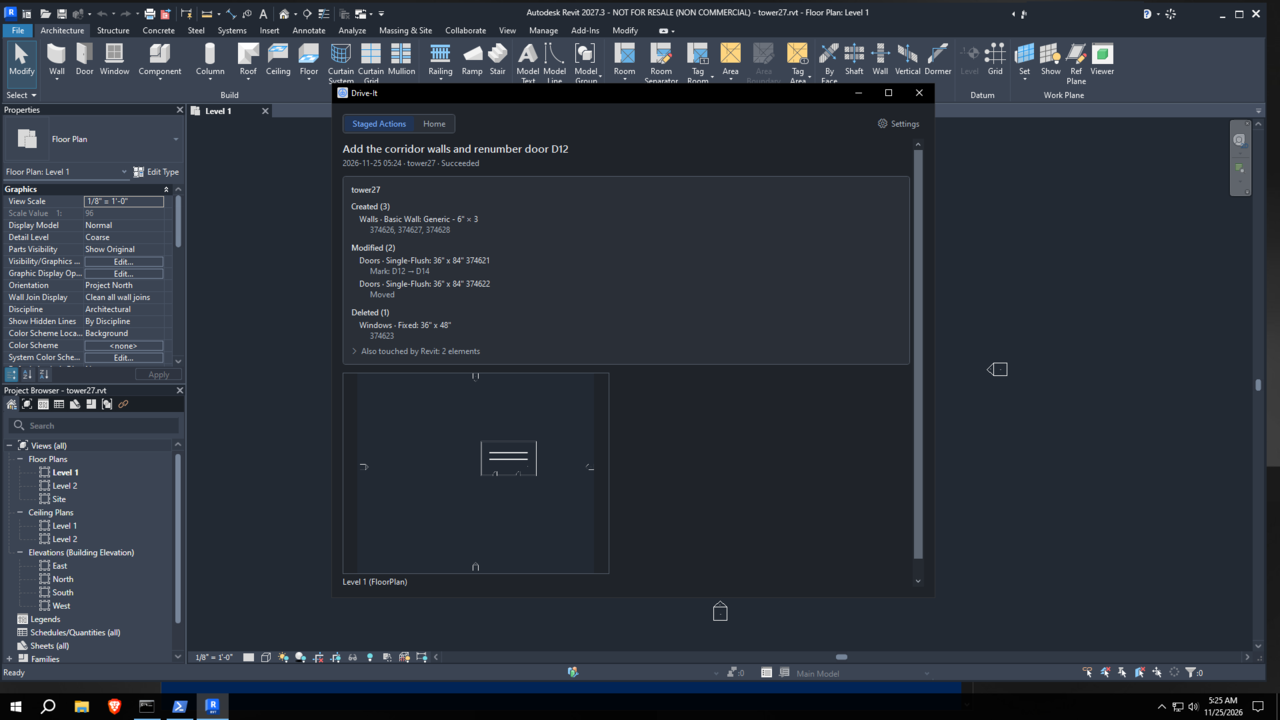 Autodesk Revit 2027.3 - NOT FOR RESALE (NON COMMERCIAL) - tower27.rvt - Floor Plan: Level 1
File Architecture Structure Concrete Steel Systems Insert Annotate Analyze Massing & Site Collaborate View Manage Add-Ins Modify
Modify Wall Door Window Component Column Roof Ceiling Floor Curtain System Curtain Grid Mullion Railing Ramp Stair Model Text Model Line Model Group Room Room Separator Tag Room Area Area Boundary Tag Area By Face Shaft Wall Vertical Dormer Level Grid Set Show Ref Plane Viewer
Select Build Datum Work Plane
Properties
Floor Plan
Floor Plan: Level 1 Edit Type
Graphics
View Scale 1/8" = 1'-0"
Scale Value 1: 96
Display Model Normal
Detail Level Coarse
Parts Visibility Show Original
Visibility/Graphics ... Edit...
Graphic Display Op... Edit...
Orientation Project North
Wall Join Display Clean all wall joins
Discipline Architectural
Show Hidden Lines By Discipline
Color Scheme Loca... Background
Color Scheme <none>
System Color Sche... Edit...
Apply
Project Browser - tower27.rvt
Search
Views (all)
Floor Plans
Level 1
Level 2
Site
Ceiling Plans
Level 1
Level 2
Elevations (Building Elevation)
East
North
South
West
Legends
Schedules/Quantities (all)
Sheets (all)
Families
Level 1
Drive-It
Staged Actions Home Settings
Add the corridor walls and renumber door D12
2026-11-25 05:24 · tower27 · Succeeded
tower27
Created (3)
Walls - Basic Wall: Generic - 6" × 3
374626, 374627, 374628
Modified (2)
Doors - Single-Flush: 36" x 84" 374621
Mark: D12 → D14
Doors - Single-Flush: 36" x 84" 374622
Moved
Deleted (1)
Windows - Fixed: 36" x 48"
374623
Also touched by Revit: 2 elements
Level 1 (FloorPlan)
1/8" = 1'-0"
Ready :0 Main Model :0
5:25 AM
11/25/2026